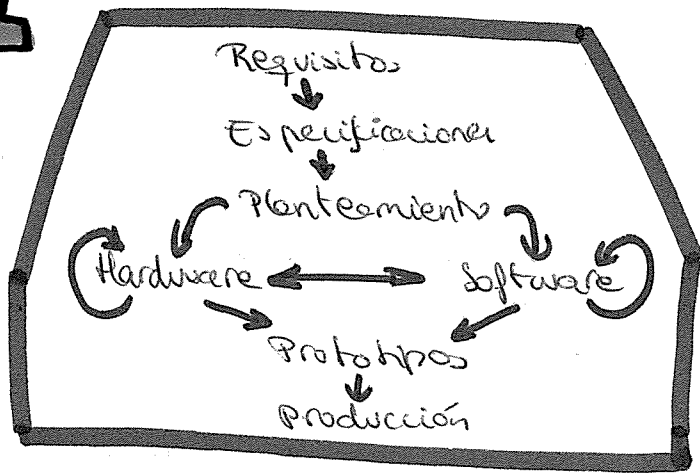 Requisitos
Especificaciones
Planteamiento
Hardware Software
Prototipos
Producción